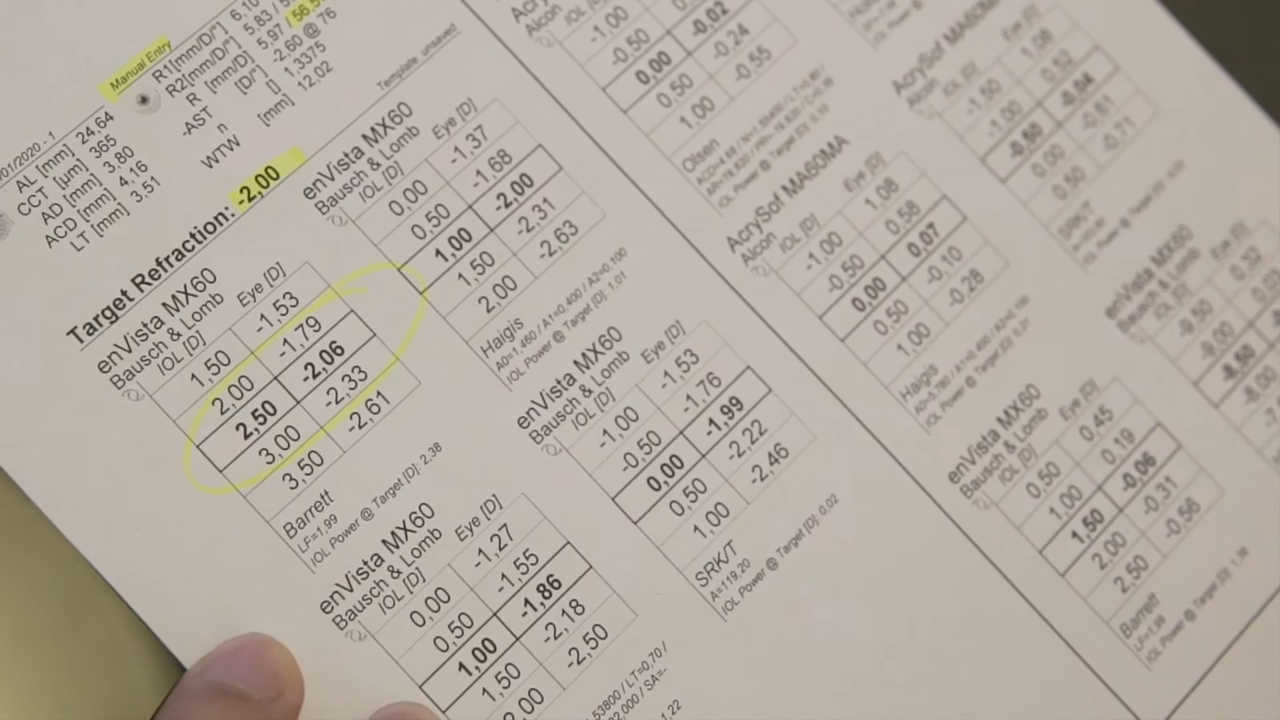 01/2020 - 1
AL [mm] 24,64
CCT [µm] 365
AD [mm] 3,80
ACD [mm] 4,16
LT [mm] 3,51
Manual Entry
R1[mm/D/°] 6,10
R2[mm/D/°] 5,83 /
R [mm/D] 5,97 /
-AST [D/°] -2,60 @ 76
n [] 1,3375
WTW [mm] 12,02
Template: unsaved
Target Refraction: -2,00
enVista MX60
Bausch & Lomb
IOL [D] Eye [D]
1,50 -1,53
2,00 -1,79
2,50 -2,06
3,00 -2,33
3,50 -2,61
Barrett
LF=1,99
IOL Power @ Target [D]: 2,38
enVista MX60
Bausch & Lomb
IOL [D] Eye [D]
0,00 -1,37
0,50 -1,68
1,00 -2,00
1,50 -2,31
2,00 -2,63
Haigis
A0=1,460 / A1=0,400 / A2=0,100
IOL Power @ Target [D]: 1,01
enVista MX60
Bausch & Lomb
IOL [D] Eye [D]
0,00 -1,27
0,50 -1,55
1,00 -1,86
1,50 -2,18
2,00 -2,50
enVista MX60
Bausch & Lomb
IOL [D] Eye [D]
-1,00 -1,53
-0,50 -1,76
0,00 -1,99
0,50 -2,22
1,00 -2,46
SRK/T
A=119,20
IOL Power @ Target [D]: 0,02
Alcon
IOL [D]
-1,00
-0,50 -0,02
0,00 -0,24
0,50 -0,55
1,00
Olsen
AcrySof MA60MA
Alcon
IOL [D] Eye [D]
-1,00 1,08
-0,50 0,58
0,00 0,07
0,50 -0,10
1,00 -0,28
Haigis
AcrySof MA60MA
Alcon
IOL [D] Eye [D]
SRK/T
enVista MX60
Bausch & Lomb
IOL [D] Eye [D]
0,50 0,45
1,00 0,19
1,50 -0,06
2,00 -0,31
2,50 -0,56
Barrett
LF=1,99
enVista MX60
Bausch & Lomb